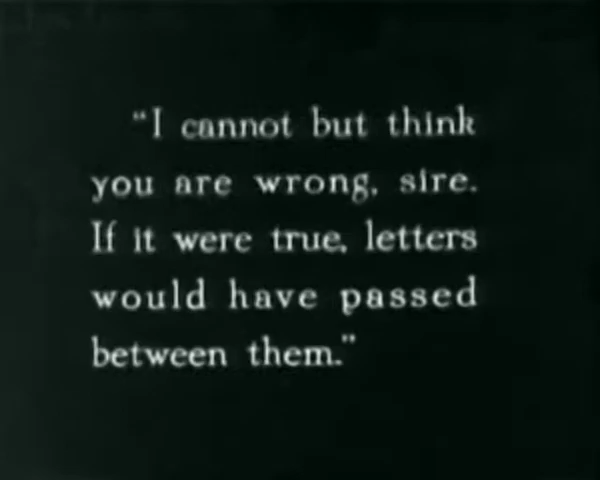 "I cannot but think
you are wrong, sire.
If it were true, letters
would have passed
between them."